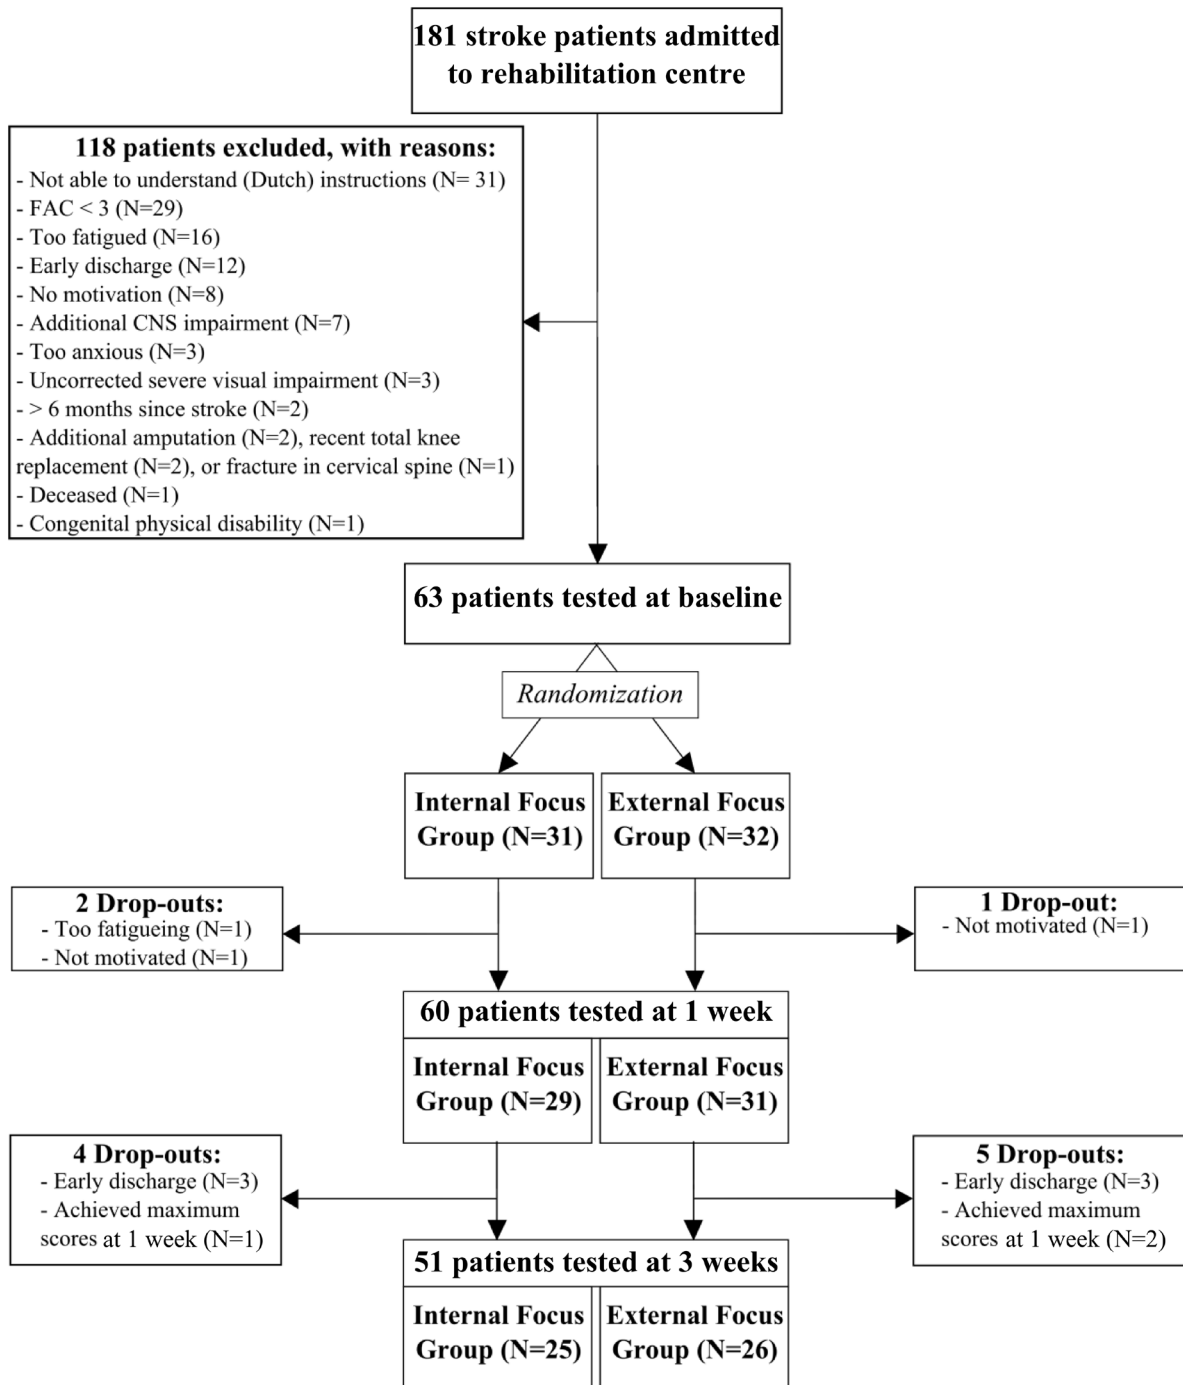 181 stroke patients admitted
to rehabilitation centre
118 patients excluded, with reasons:
- Not able to understand (Dutch) instructions (N= 31)
- FAC < 3 (N=29)
- Too fatigued (N=16)
- Early discharge (N=12)
- No motivation (N=8)
- Additional CNS impairment (N=7)
- Too anxious (N=3)
- Uncorrected severe visual impairment (N=3)
- > 6 months since stroke (N=2)
- Additional amputation (N=2), recent total knee
replacement (N=2), or fracture in cervical spine (N=1)
- Deceased (N=1)
- Congenital physical disability (N=1)
63 patients tested at baseline
Randomization
Internal Focus
Group (N=31)
External Focus
Group (N=32)
2 Drop-outs:
- Too fatigueing (N=1)
- Not motivated (N=1)
1 Drop-out:
- Not motivated (N=1)
60 patients tested at 1 week
Internal Focus
Group (N=29)
External Focus
Group (N=31)
4 Drop-outs:
- Early discharge (N=3)
- Achieved maximum
scores at 1 week (N=1)
5 Drop-outs:
- Early discharge (N=3)
- Achieved maximum
scores at 1 week (N=2)
51 patients tested at 3 weeks
Internal Focus
Group (N=25)
External Focus
Group (N=26)